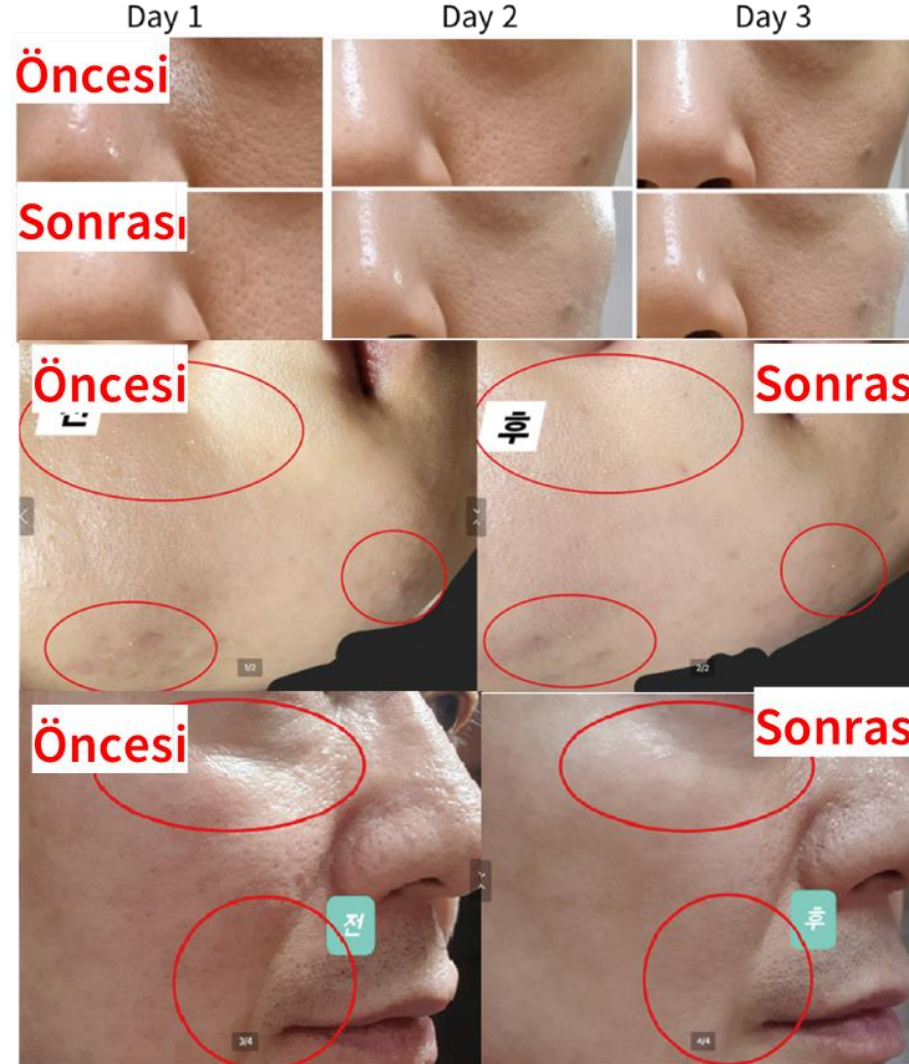 Day 1 Day 2 Day 3
Öncesi
Sonrası
Öncesi
Sonras
전
후
1/2
2/2
Öncesi
Sonras
전
후
3/4
4/4